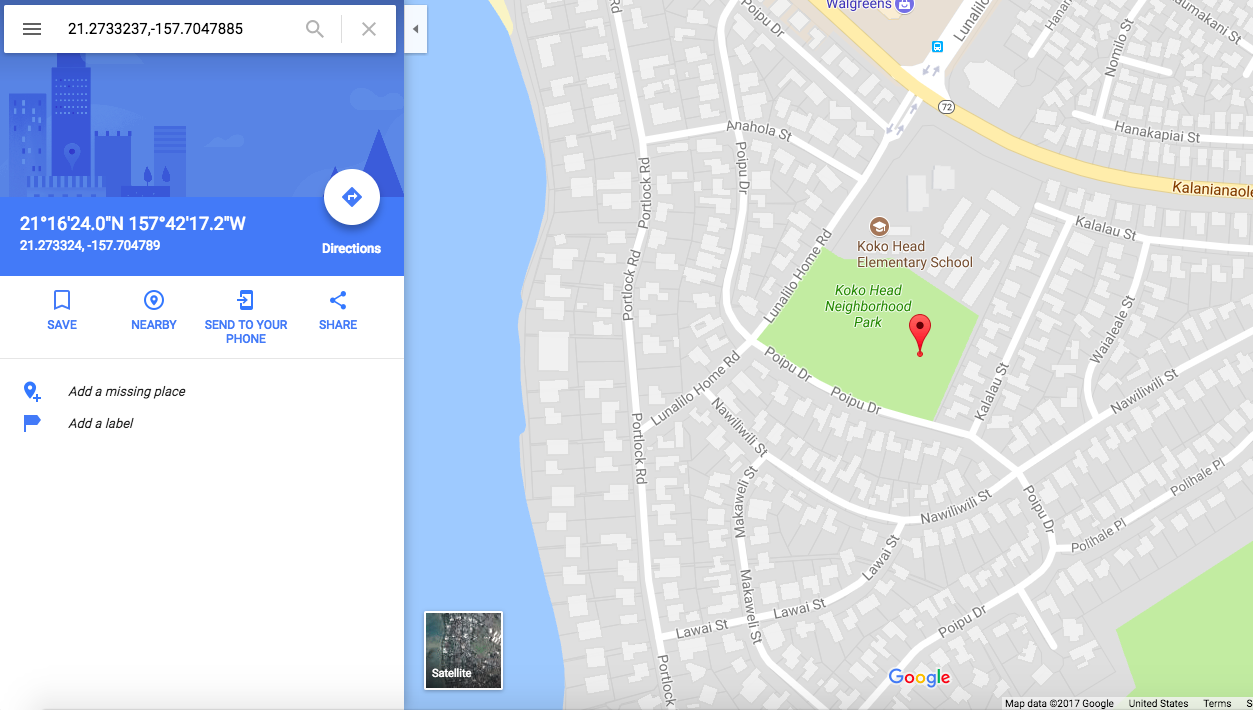 21.2733237,-157.7047885
21°16'24.0"N 157°42'17.2"W
21.273324, -157.704789
Directions
SAVE
NEARBY
SEND TO YOUR
PHONE
SHARE
Add a missing place
Add a label
Satellite
Walgreens
Poipu Dr
Rd
Lunalilo
72
Nomilo St
Hanakapiai St
Kalanianaole
Anahola St
Poipu Dr
Portlock Rd
Kalalau St
Koko Head
Elementary School
Lunalilo Home Rd
Portlock Rd
Koko Head
Neighborhood
Park
Waialeale St
Poipu Dr
Poipu Dr
Lunalilo Home Rd
Kalalau St
Nawiliwili St
Nawiliwili St
Portlock Rd
Makaweli St
Nawiliwili St
Poipu Dr
Polihale Pl
Polihale Pl
Lawai St
Makaweli St
Lawai St
Lawai St
Poipu Dr
Portlock
Google
Map data ©2017 Google United States Terms S